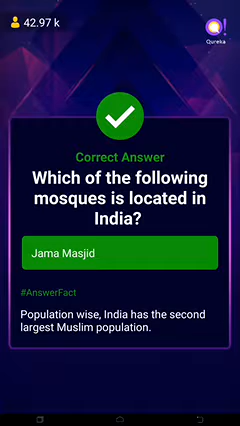 42.97 k
Q!
Qureka
Correct Answer
Which of the following
mosques is located in
India?
Jama Masjid
#AnswerFact
Population wise, India has the second
largest Muslim population.